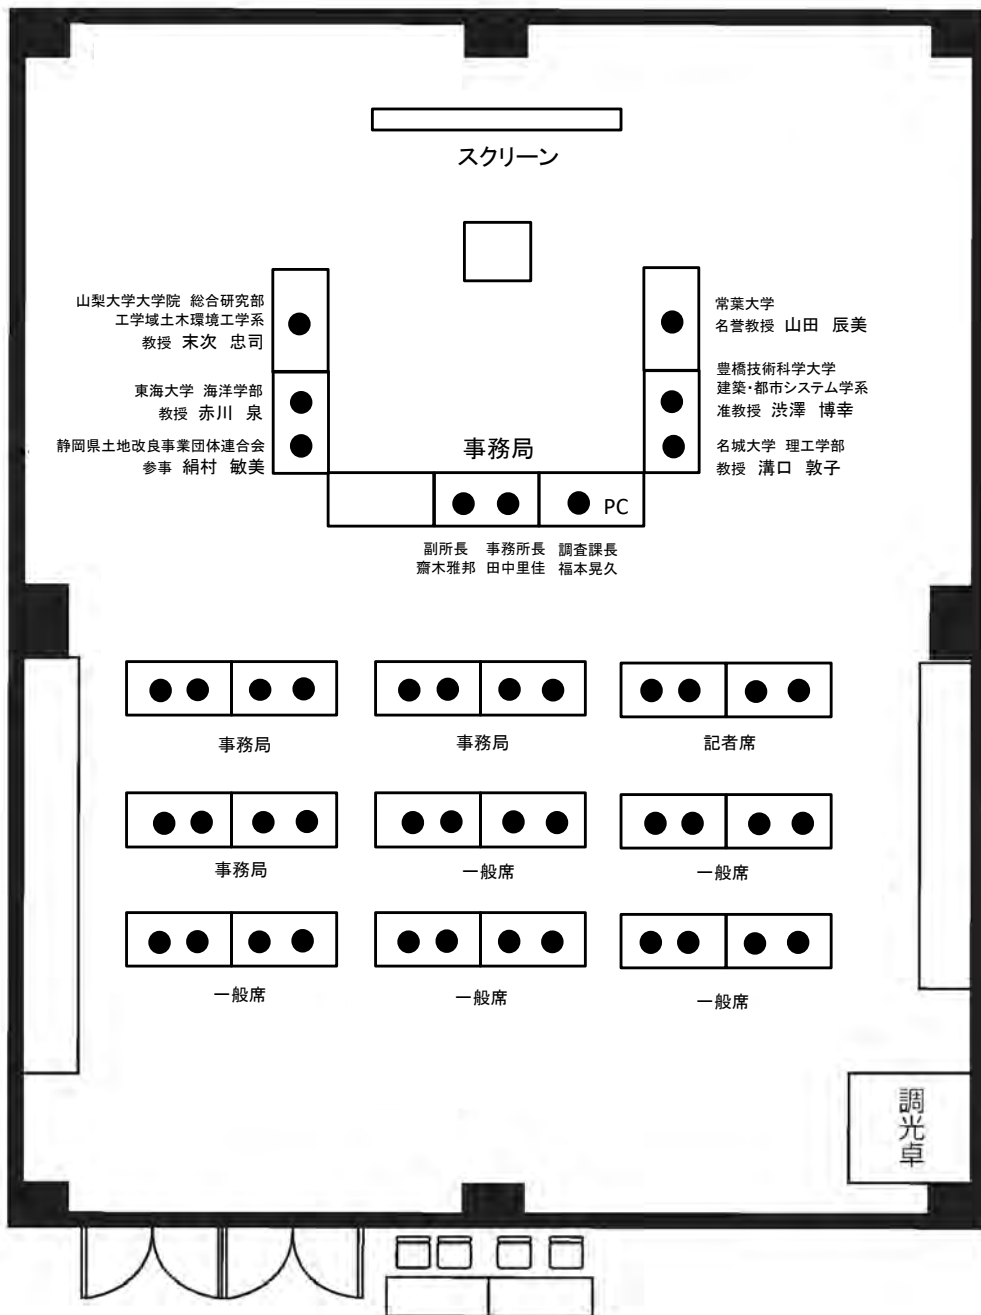 スクリーン
山梨大学大学院 総合研究部
工学域土木環境工学系
教授 末次 忠司
東海大学 海洋学部
教授 赤川 泉
静岡県土地改良事業団体連合会
参事 絹村 敏美
常葉大学
名誉教授 山田 辰美
豊橋技術科学大学
建築・都市システム学系
准教授 渋澤 博幸
名城大学 理工学部
教授 溝口 敦子
事務局
PC
副所長 事務所長 調査課長
齋木雅邦 田中里佳 福本晃久
事務局 事務局 記者席
事務局 一般席 一般席
一般席 一般席 一般席
調光卓